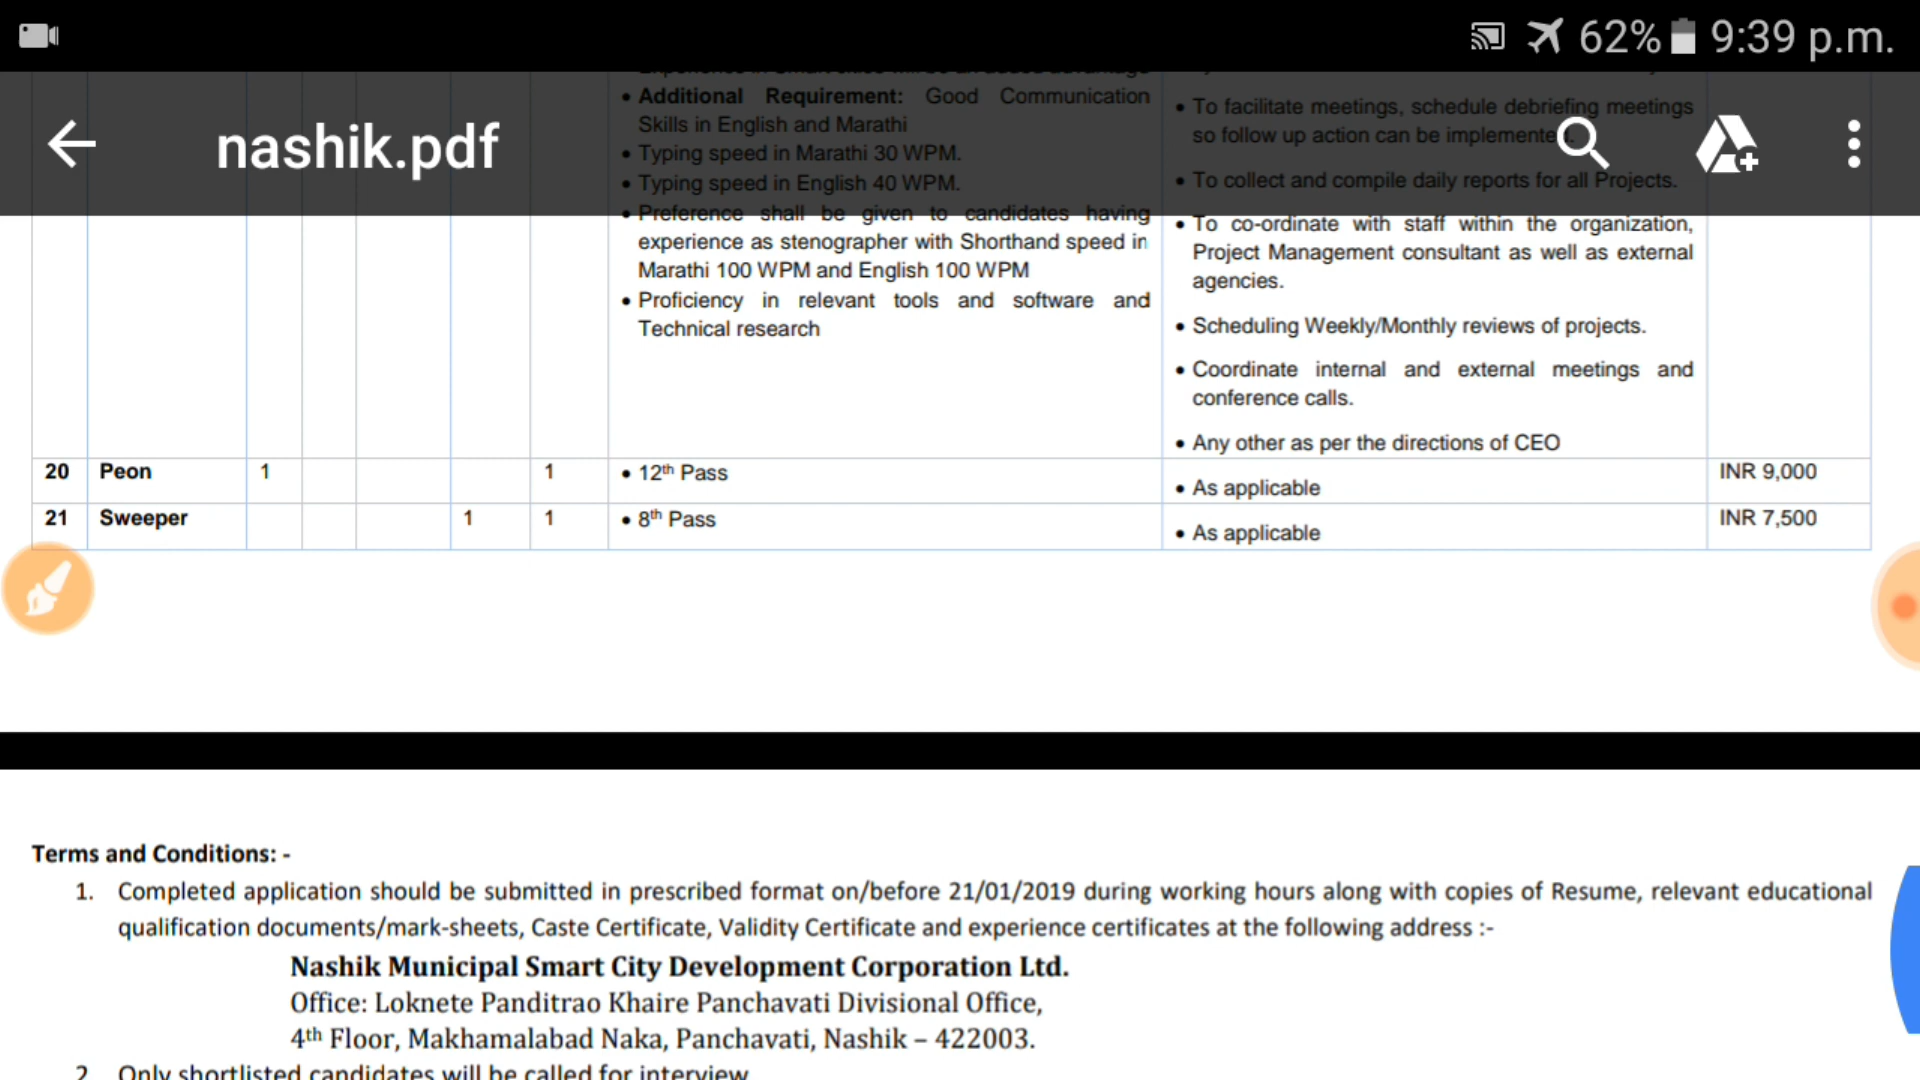 62% 9:39 p.m.
nashik.pdf
• Additional Requirement: Good Communication
Skills in English and Marathi
• Typing speed in Marathi 30 WPM.
• Typing speed in English 40 WPM.
• Preference shall be given to candidates having
experience as stenographer with Shorthand speed in
Marathi 100 WPM and English 100 WPM
• Proficiency in relevant tools and software and
Technical research
• To facilitate meetings, schedule debriefing meetings
so follow up action can be implemented.
• To collect and compile daily reports for all Projects.
• To co-ordinate with staff within the organization,
Project Management consultant as well as external
agencies.
• Scheduling Weekly/Monthly reviews of projects.
• Coordinate internal and external meetings and
conference calls.
• Any other as per the directions of CEO
20 Peon 1 1 • 12th Pass • As applicable INR 9,000
21 Sweeper 1 1 • 8th Pass • As applicable INR 7,500
Terms and Conditions: -
1. Completed application should be submitted in prescribed format on/before 21/01/2019 during working hours along with copies of Resume, relevant educational
qualification documents/mark-sheets, Caste Certificate, Validity Certificate and experience certificates at the following address :-
Nashik Municipal Smart City Development Corporation Ltd.
Office: Loknete Panditrao Khaire Panchavati Divisional Office,
4th Floor, Makhamalabad Naka, Panchavati, Nashik – 422003.
2. Only shortlisted candidates will be called for interview